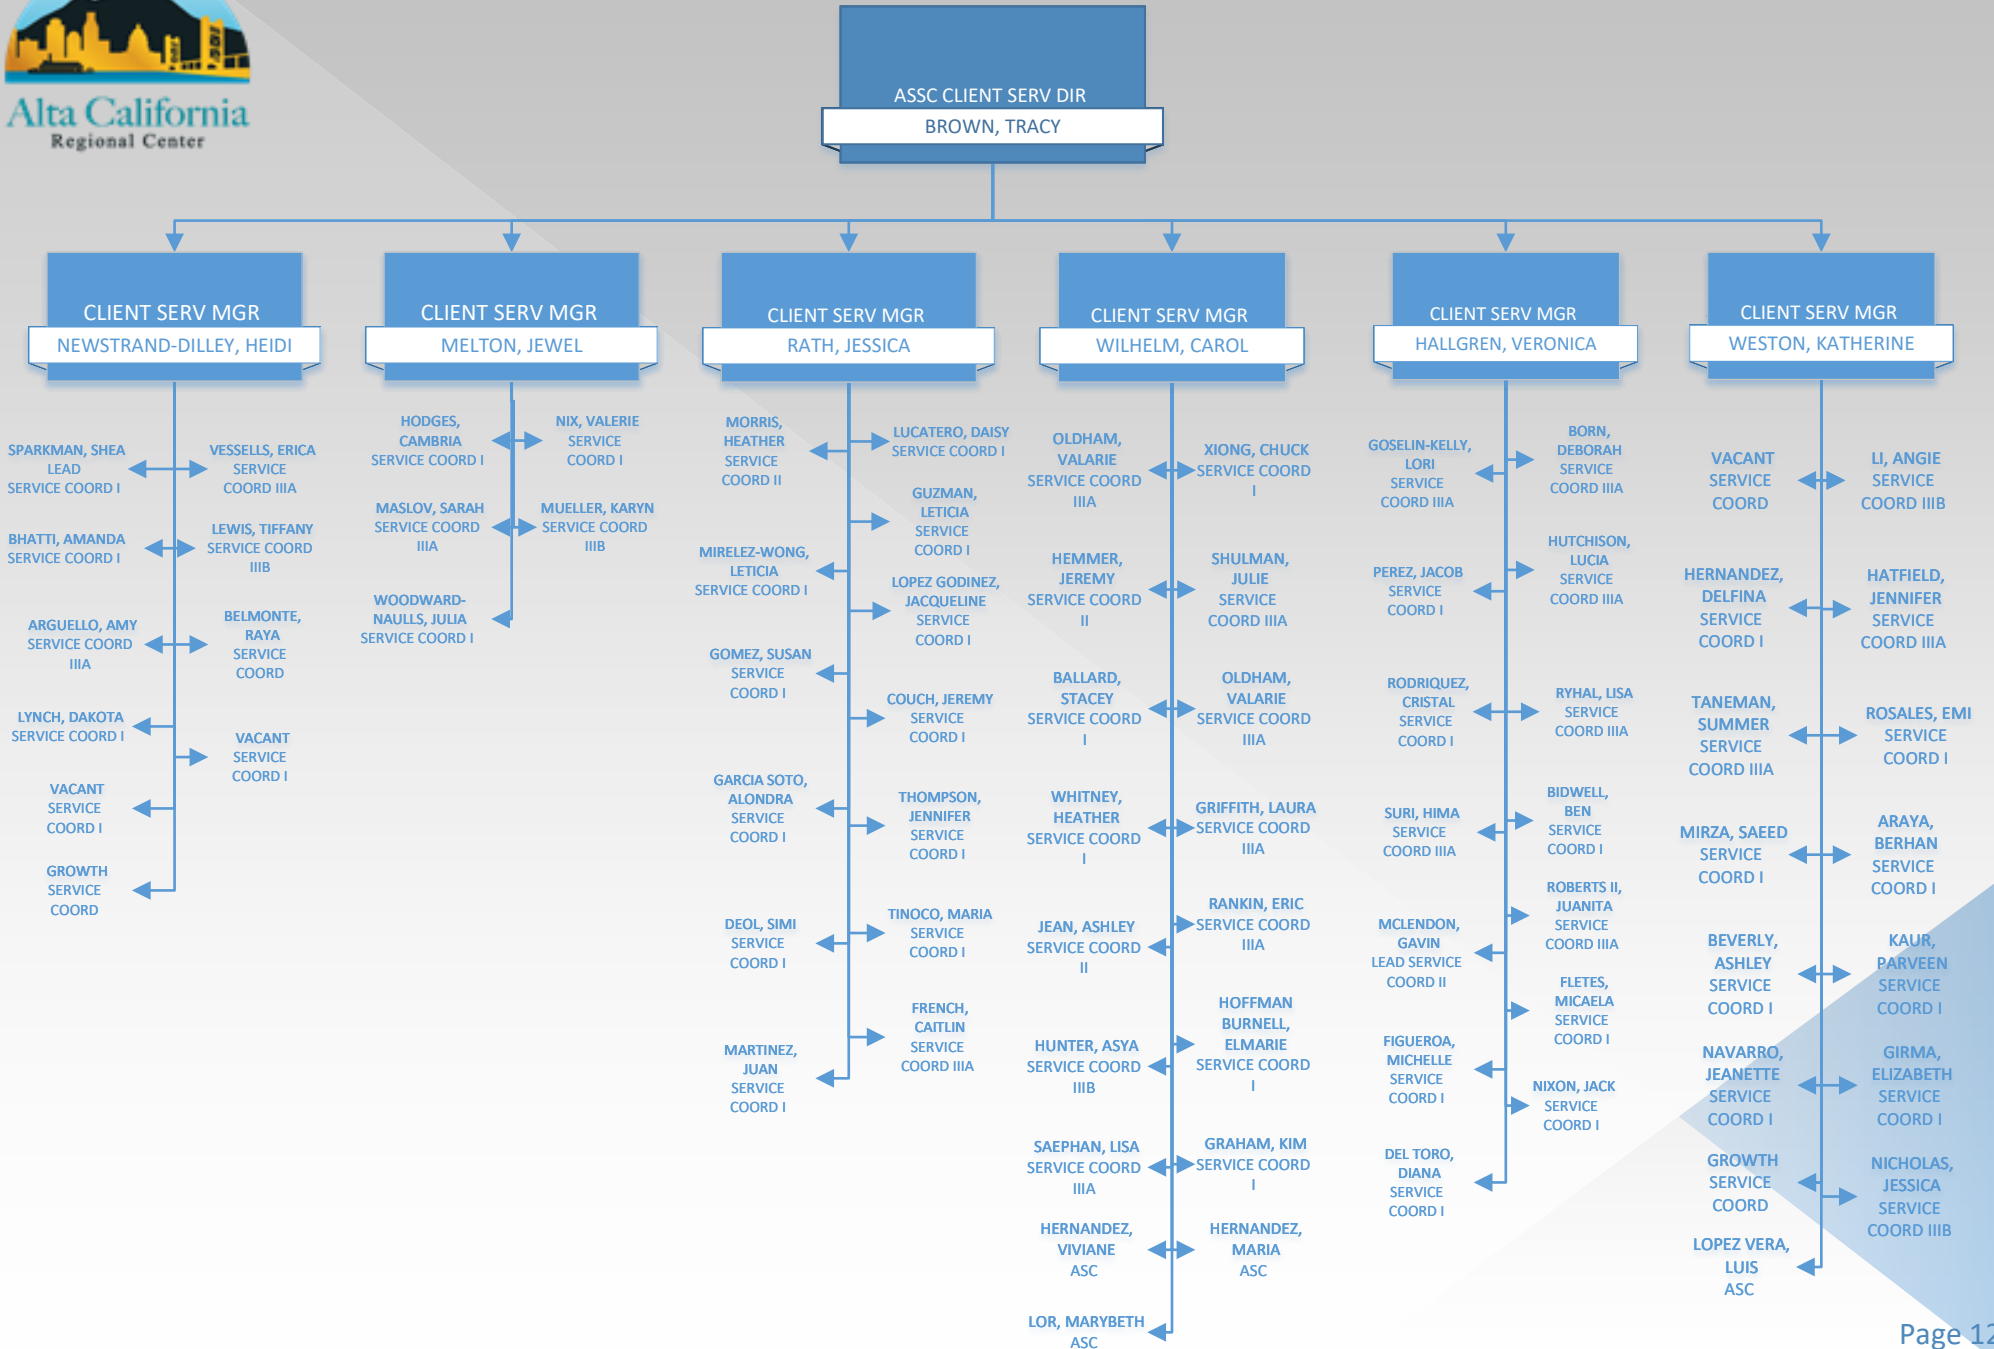 Alta California
Regional Center
ASSC CLIENT SERV DIR
BROWN, TRACY
CLIENT SERV MGR
NEWSTRAND-DILLEY, HEIDI
SPARKMAN, SHEA
LEAD
SERVICE COORD I
VESSELLS, ERICA
SERVICE
COORD IIIA
BHATTI, AMANDA
SERVICE COORD I
LEWIS, TIFFANY
SERVICE COORD
IIIB
ARGUELLO, AMY
SERVICE COORD
IIIA
BELMONTE,
RAYA
SERVICE
COORD
LYNCH, DAKOTA
SERVICE COORD I
VACANT
SERVICE
COORD I
VACANT
SERVICE
COORD I
GROWTH
SERVICE
COORD
CLIENT SERV MGR
MELTON, JEWEL
HODGES,
CAMBRIA
SERVICE COORD I
NIX, VALERIE
SERVICE
COORD I
MASLOV, SARAH
SERVICE COORD
IIIA
MUELLER, KARYN
SERVICE COORD
IIIB
WOODWARD-
NAULLS, JULIA
SERVICE COORD I
CLIENT SERV MGR
RATH, JESSICA
MORRIS,
HEATHER
SERVICE
COORD II
LUCATERO, DAISY
SERVICE COORD I
GUZMAN,
LETICIA
SERVICE
COORD I
MIRELEZ-WONG,
LETICIA
SERVICE COORD I
LOPEZ GODINEZ,
JACQUELINE
SERVICE
COORD I
GOMEZ, SUSAN
SERVICE
COORD I
COUCH, JEREMY
SERVICE
COORD I
GARCIA SOTO,
ALONDRA
SERVICE
COORD I
THOMPSON,
JENNIFER
SERVICE
COORD I
DEOL, SIMI
SERVICE
COORD I
TINOCO, MARIA
SERVICE
COORD I
FRENCH,
CAITLIN
SERVICE
COORD IIIA
MARTINEZ,
JUAN
SERVICE
COORD I
CLIENT SERV MGR
WILHELM, CAROL
OLDHAM,
VALARIE
SERVICE COORD
IIIA
XIONG, CHUCK
SERVICE COORD
I
HEMMER,
JEREMY
SERVICE COORD
II
SHULMAN,
JULIE
SERVICE
COORD IIIA
BALLARD,
STACEY
SERVICE COORD
I
OLDHAM,
VALARIE
SERVICE COORD
IIIA
WHITNEY,
HEATHER
SERVICE COORD
I
GRIFFITH, LAURA
SERVICE COORD
IIIA
JEAN, ASHLEY
SERVICE COORD
II
RANKIN, ERIC
SERVICE COORD
IIIA
HUNTER, ASYA
SERVICE COORD
IIIB
HOFFMAN
BURNELL,
ELMARIE
SERVICE COORD
I
SAEPHAN, LISA
SERVICE COORD
IIIA
GRAHAM, KIM
SERVICE COORD
I
HERNANDEZ,
VIVIANE
ASC
HERNANDEZ,
MARIA
ASC
LOR, MARYBETH
ASC
CLIENT SERV MGR
HALLGREN, VERONICA
GOSELIN-KELLY,
LORI
SERVICE
COORD IIIA
BORN,
DEBORAH
SERVICE
COORD IIIA
PEREZ, JACOB
SERVICE
COORD I
HUTCHISON,
LUCIA
SERVICE
COORD IIIA
RODRIQUEZ,
CRISTAL
SERVICE
COORD I
RYHAL, LISA
SERVICE
COORD IIIA
SURI, HIMA
SERVICE
COORD IIIA
BIDWELL,
BEN
SERVICE
COORD I
MCLENDON,
GAVIN
LEAD SERVICE
COORD II
ROBERTS II,
JUANITA
SERVICE
COORD IIIA
FLETES,
MICAELA
SERVICE
COORD I
FIGUEROA,
MICHELLE
SERVICE
COORD I
NIXON, JACK
SERVICE
COORD I
DEL TORO,
DIANA
SERVICE
COORD I
CLIENT SERV MGR
WESTON, KATHERINE
VACANT
SERVICE
COORD
LI, ANGIE
SERVICE
COORD IIIB
HERNANDEZ,
DELFINA
SERVICE
COORD I
HATFIELD,
JENNIFER
SERVICE
COORD IIIA
TANEMAN,
SUMMER
SERVICE
COORD IIIA
ROSALES, EMI
SERVICE
COORD I
MIRZA, SAEED
SERVICE
COORD I
ARAYA,
BERHAN
SERVICE
COORD I
BEVERLY,
ASHLEY
SERVICE
COORD I
KAUR,
PARVEEN
SERVICE
COORD I
NAVARRO,
JEANETTE
SERVICE
COORD I
GIRMA,
ELIZABETH
SERVICE
COORD I
GROWTH
SERVICE
COORD
NICHOLAS,
JESSICA
SERVICE
COORD IIIB
LOPEZ VERA,
LUIS
ASC
Page 12